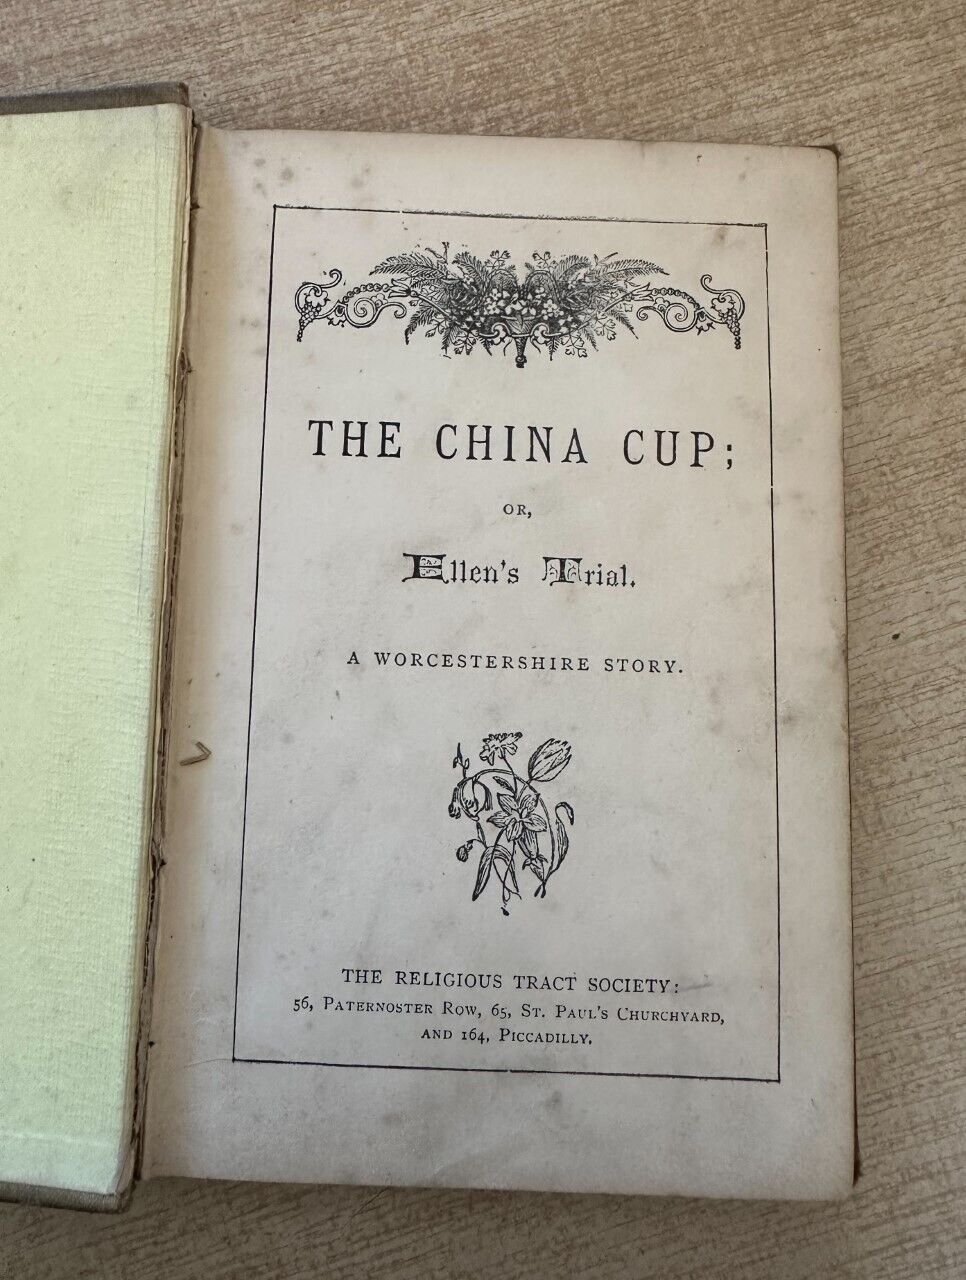 THE CHINA CUP;
OR,
Ellen's Trial.
A WORCESTERSHIRE STORY.
THE RELIGIOUS TRACT SOCIETY:
56, PATERNOSTER ROW, 65, ST. PAUL'S CHURCHYARD,
AND 164, PICCADILLY.